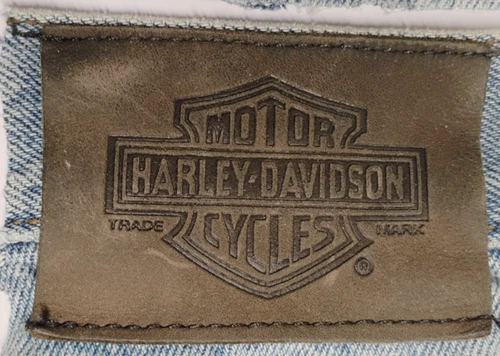 MOTOR
HARLEY-DAVIDSON
TRADE MARK
CYCLES
®